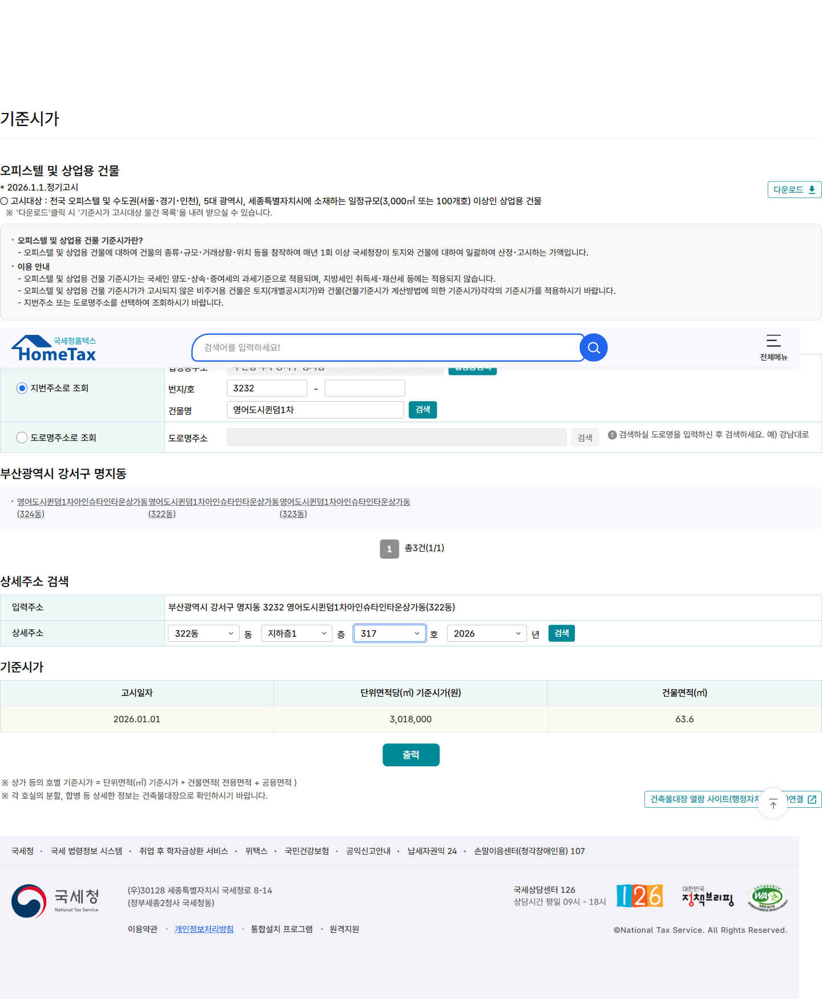 기준시가
오피스텔 및 상업용 건물
* 2026.1.1.정기고시
다운로드
○ 고시대상 : 전국 오피스텔 및 수도권(서울·경기·인천), 5대 광역시, 세종특별자치시에 소재하는 일정규모(3,000㎡ 또는 100개호) 이상인 상업용 건물
※ '다운로드'클릭 시 '기준시가 고시대상 물건 목록'을 내려 받으실 수 있습니다.
오피스텔 및 상업용 건물 기준시가란?
- 오피스텔 및 상업용 건물에 대하여 건물의 종류·규모·거래상황·위치 등을 참작하여 매년 1회 이상 국세청장이 토지와 건물에 대하여 일괄하여 산정·고시하는 가액입니다.
이용 안내
- 오피스텔 및 상업용 건물 기준시가는 국세인 양도·상속·증여세의 과세기준으로 적용되며, 지방세인 취득세·재산세 등에는 적용되지 않습니다.
- 오피스텔 및 상업용 건물 기준시가가 고시되지 않은 비주거용 건물은 토지(개별공시지가)와 건물(건물기준시가 계산방법에 의한 기준시가)각각의 기준시가를 적용하시기 바랍니다.
- 지번주소 또는 도로명주소를 선택하여 조회하시기 바랍니다.
국세청홈택스
HomeTax
검색어를 입력하세요!
전체메뉴
지번주소로 조회
번지/호 3232 -
건물명 영어도시퀸덤1차 검색
도로명주소로 조회 도로명주소 검색 검색하실 도로명을 입력하신 후 검색하세요. 예) 강남대로
부산광역시 강서구 명지동
영어도시퀸덤1차아인슈타인타운상가동 영어도시퀸덤1차아인슈타인타운상가동 영어도시퀸덤1차아인슈타인타운상가동
(324동) (322동) (323동)
1 총3건(1/1)
상세주소 검색
입력주소 부산광역시 강서구 명지동 3232 영어도시퀸덤1차아인슈타인타운상가동(322동)
상세주소 322동 동 지하층1 층 317 호 2026 년 검색
기준시가
고시일자 단위면적당(㎡) 기준시가(원) 건물면적(㎡)
2026.01.01 3,018,000 63.6
출력
※ 상가 등의 호별 기준시가 = 단위면적(㎡) 기준시가 * 건물면적( 전용면적 + 공용면적 )
※ 각 호실의 분할, 합병 등 상세한 정보는 건축물대장으로 확인하시기 바랍니다.
건축물대장 열람 사이트(행정자치 )연결
국세청 · 국세 법령정보 시스템 · 취업 후 학자금상환 서비스 · 위택스 · 국민건강보험 · 공익신고안내 · 납세자권익 24 · 손말이음센터(청각장애인용) 107
국세청
National Tax Service
(우)30128 세종특별자치시 국세청로 8-14
(정부세종2청사 국세청동)
이용약관 · 개인정보처리방침 · 통합설치 프로그램 · 원격지원
국세상담센터 126
상담시간 평일 09시 - 18시
126
대한민국
정책브리핑
WA
©National Tax Service. All Rights Reserved.